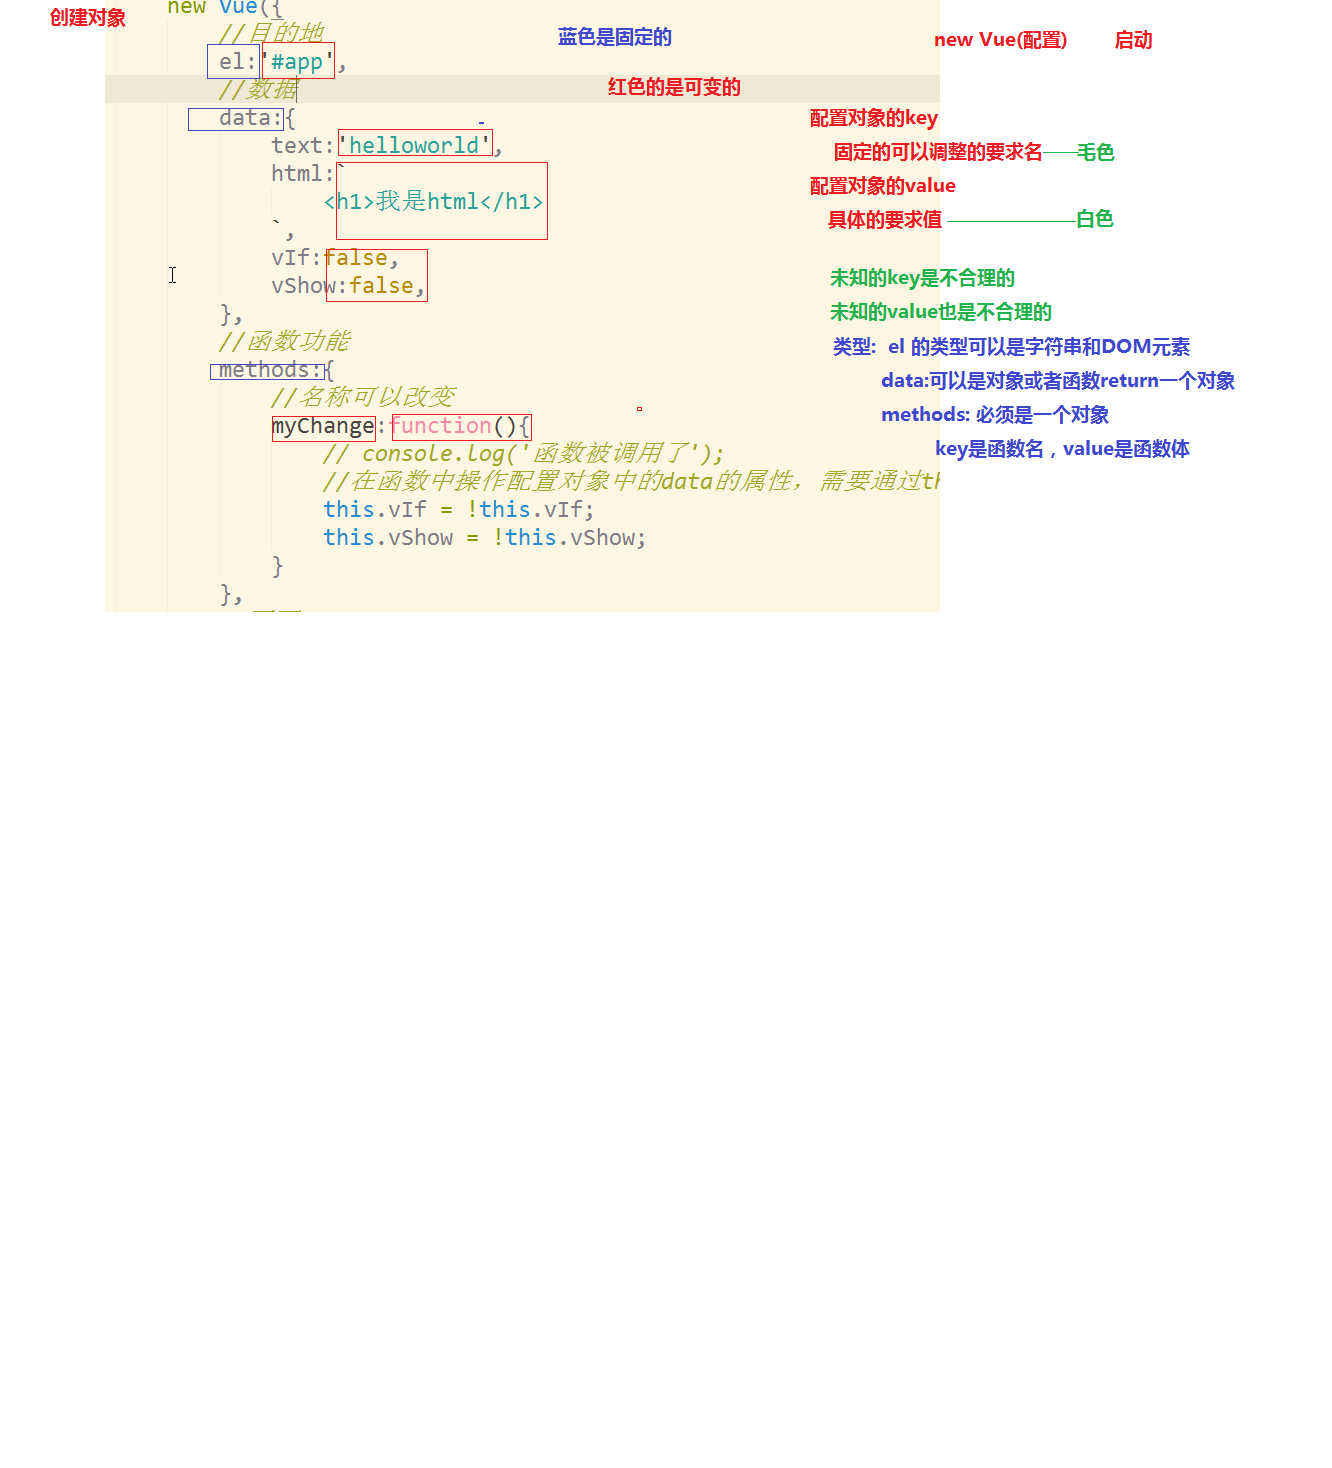 创建对象
new Vue({
//目的地
el:'#app',
//数据
data:{
text:'helloworld',
html:`
<h1>我是html</h1>
`,
vIf:false,
vShow:false,
},
//函数功能
methods:{
//名称可以改变
myChange:function(){
// console.log('函数被调用了');
//在函数中操作配置对象中的data的属性，需要通过th
this.vIf = !this.vIf;
this.vShow = !this.vShow;
}
},
蓝色是固定的
红色的是可变的
new Vue(配置) 启动
配置对象的key
固定的可以调整的要求名——毛色
配置对象的value
具体的要求值 ——————白色
未知的key是不合理的
未知的value也是不合理的
类型: el 的类型可以是字符串和DOM元素
data:可以是对象或者函数return一个对象
methods: 必须是一个对象
key是函数名，value是函数体